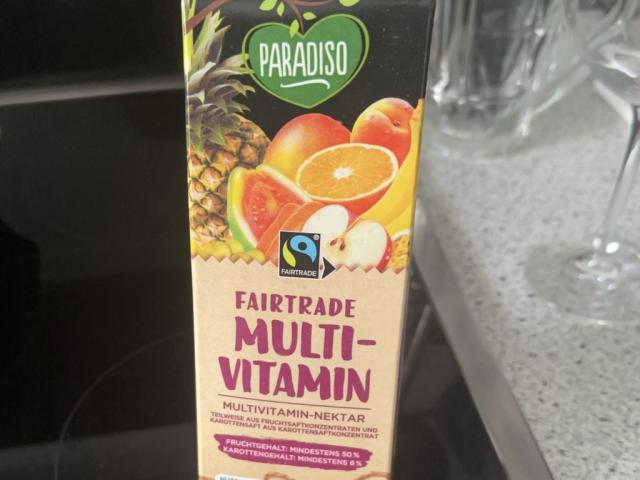 PARADISO
FAIRTRADE
FAIRTRADE
MULTI-
VITAMIN
MULTIVITAMIN-NEKTAR
TEILWEISE AUS FRUCHTSAFTKONZENTRATEN UND
KAROTTENSAFT AUS KAROTTENSAFTKONZENTRAT
FRUCHTGEHALT: MINDESTENS 50 %
KAROTTENGEHALT: MINDESTENS 6 %